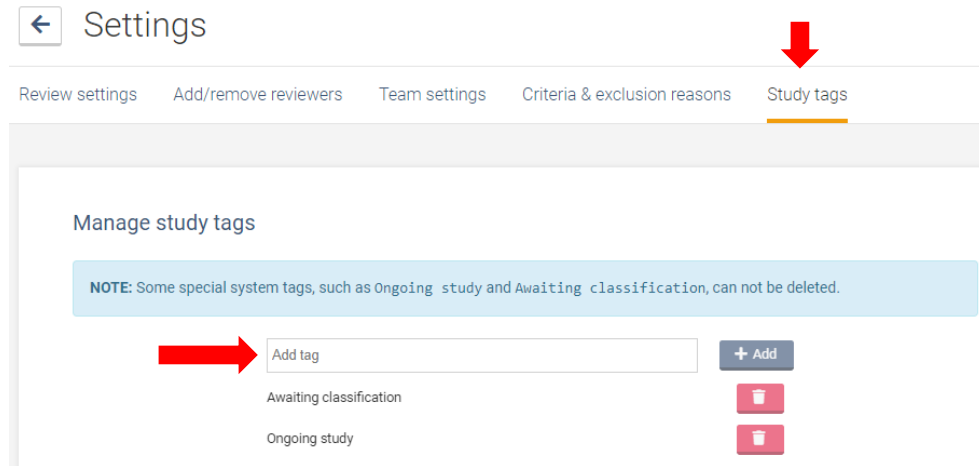 Settings
Review settings Add/remove reviewers Team settings Criteria & exclusion reasons Study tags
Manage study tags
NOTE: Some special system tags, such as Ongoing study and Awaiting classification, can not be deleted.
Add tag + Add
Awaiting classification
Ongoing study